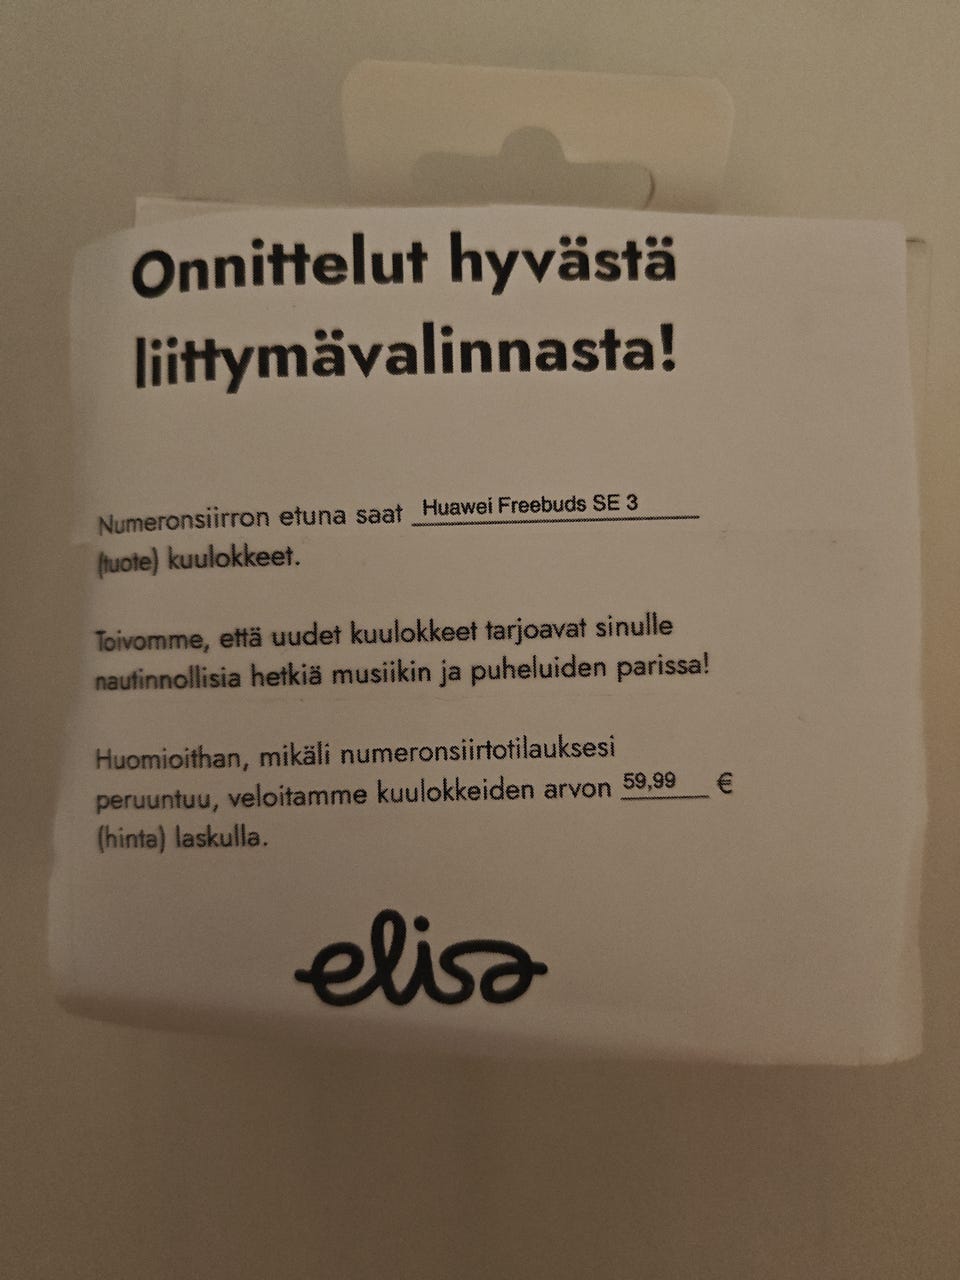 Onnittelut hyvästä
liittymävalinnasta!
Numeronsiirron etuna saat Huawei Freebuds SE 3
(tuote) kuulokkeet.
Toivomme, että uudet kuulokkeet tarjoavat sinulle
nautinnollisia hetkiä musiikin ja puheluiden parissa!
Huomioithan, mikäli numeronsiirtotilauksesi
peruuntuu, veloitamme kuulokkeiden arvon 59,99 €
(hinta) laskulla.
elisa